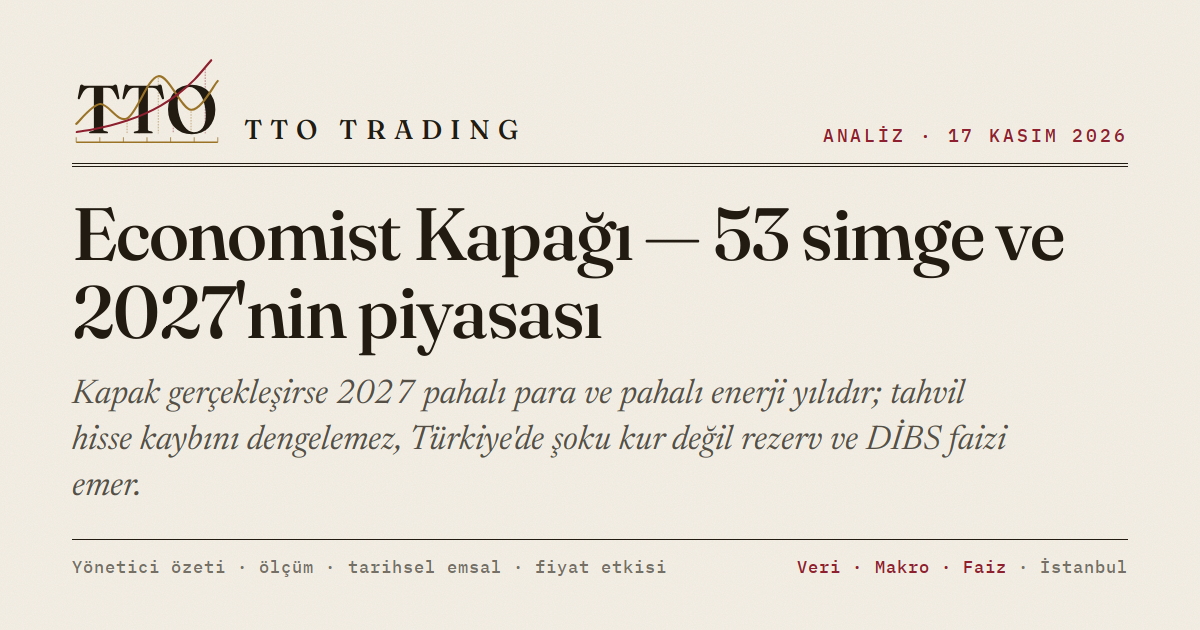 TTO
TTO TRADING
ANALİZ · 17 KASIM 2026
Economist Kapağı — 53 simge ve
2027'nin piyasası
Kapak gerçekleşirse 2027 pahalı para ve pahalı enerji yılıdır; tahvil
hisse kaybını dengelemez, Türkiye'de şoku kur değil rezerv ve DİBS faizi
emer.
Yönetici özeti · ölçüm · tarihsel emsal · fiyat etkisi
Veri · Makro · Faiz · İstanbul